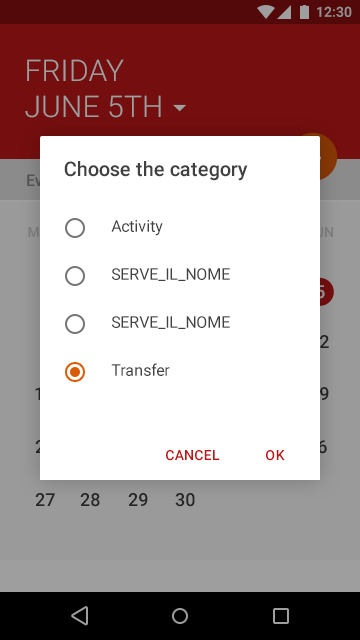 12:30
FRIDAY
JUNE 5TH
Choose the category
Activity
SERVE_IL_NOME
SERVE_IL_NOME
Transfer
CANCEL
OK
27 28 29 30